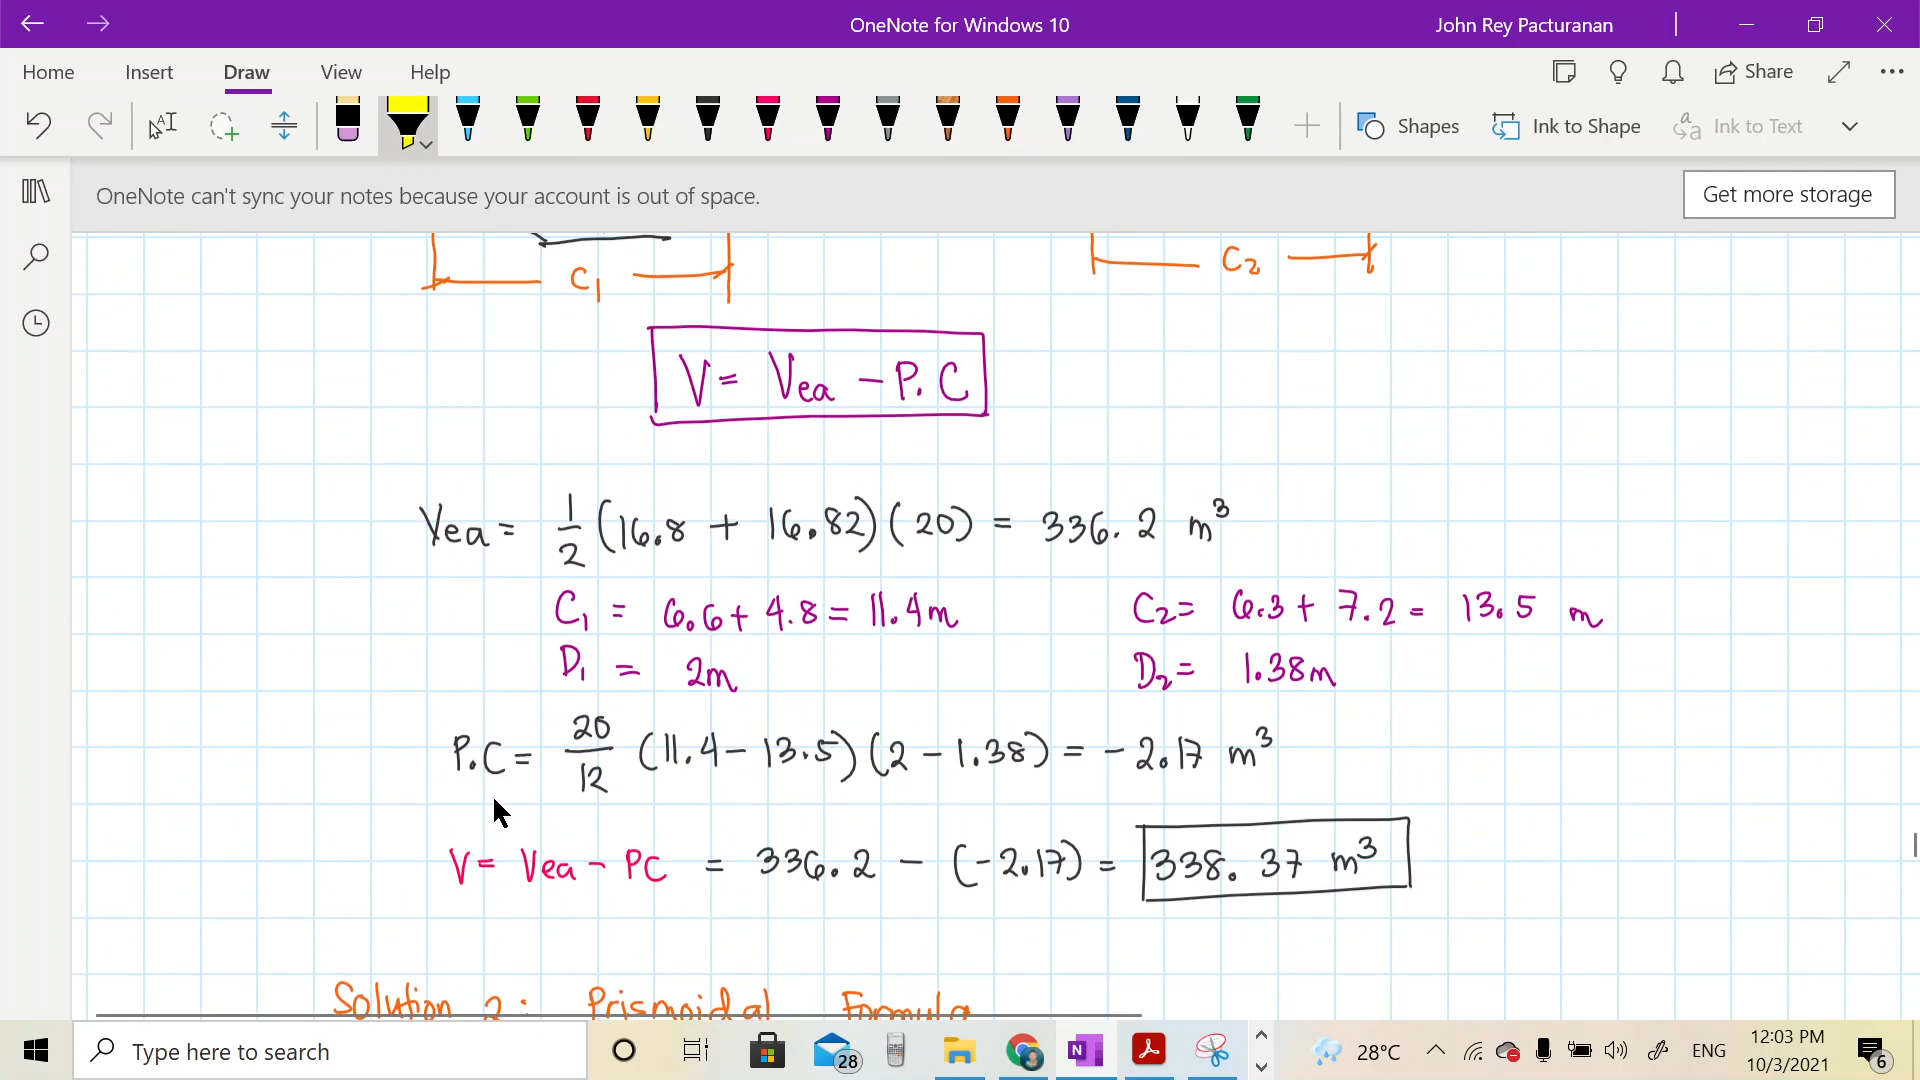 OneNote for Windows 10
John Rey Pacturanan
Home Insert Draw View Help
Share
Shapes Ink to Shape Ink to Text
OneNote can't sync your notes because your account is out of space.
Get more storage
C₁
C₂
V = Vea - P.C
Vea = 1/2 (16.8 + 16.82)(20) = 336.2 m³
C₁ = 6.6 + 4.8 = 11.4m
C₂ = 6.3 + 7.2 = 13.5 m
D₁ = 2m
D₂ = 1.38m
P.C = 20/12 (11.4 - 13.5)(2 - 1.38) = -2.17 m³
V = Vea - PC = 336.2 - (-2.17) = 338.37 m³
Solution 2: Prismoidal Formula
Type here to search
28
28°C
ENG
12:03 PM
10/3/2021
6